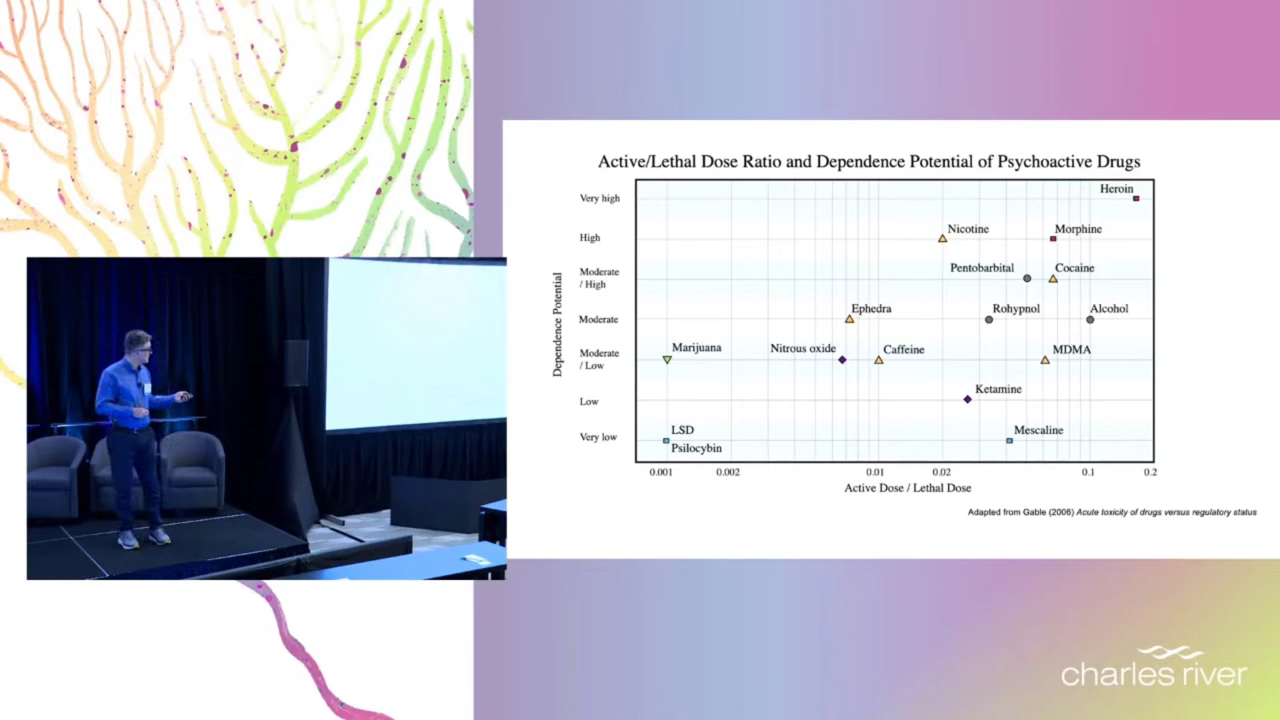 Active/Lethal Dose Ratio and Dependence Potential of Psychoactive Drugs
Dependence Potential
Very high
High
Moderate
/ High
Moderate
Moderate
/ Low
Low
Very low
Heroin
Nicotine
Morphine
Pentobarbital
Cocaine
Ephedra
Rohypnol
Alcohol
Marijuana
Nitrous oxide
Caffeine
MDMA
Ketamine
LSD
Psilocybin
Mescaline
0.001 0.002 0.01 0.02 0.1 0.2
Active Dose / Lethal Dose
Adapted from Gable (2006) Acute toxicity of drugs versus regulatory status
charles river